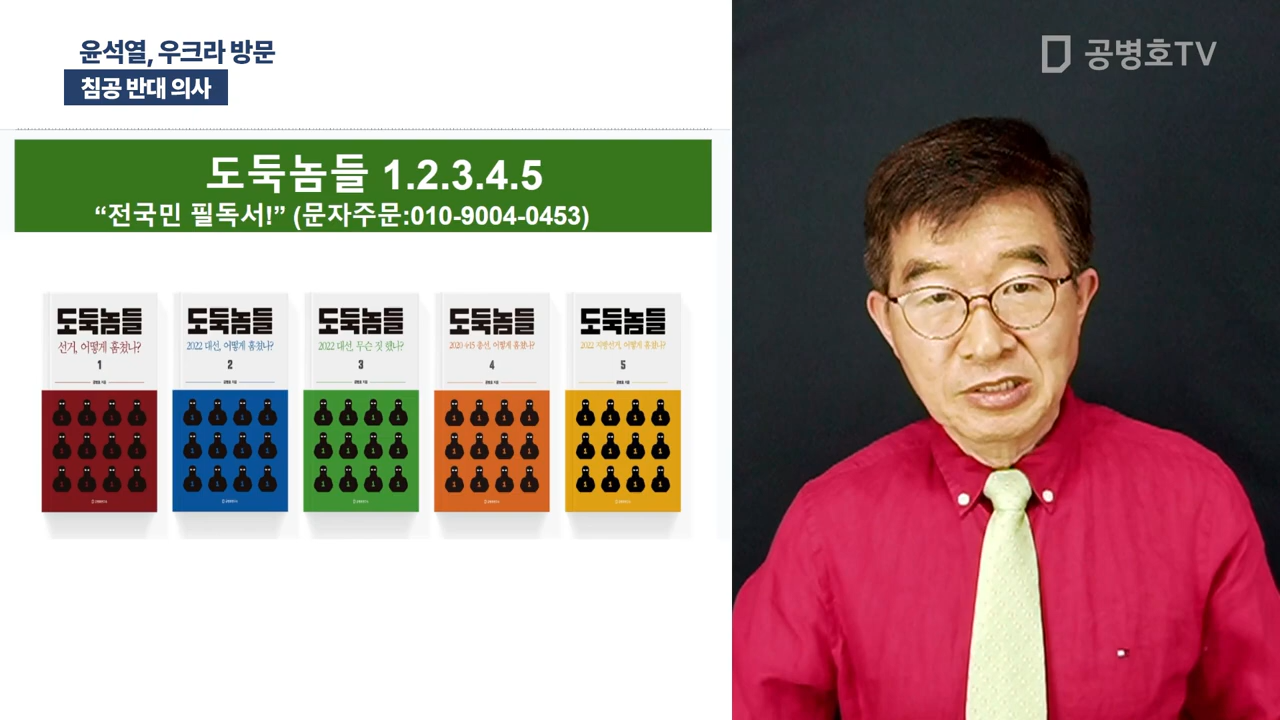 윤석열, 우크라 방문
침공 반대 의사
공병호TV
도둑놈들 1.2.3.4.5
“전국민 필독서!” (문자주문:010-9004-0453)
도둑놈들
선거, 어떻게 훔쳤나?
1
도둑놈들
2022 대선, 어떻게 훔쳤나?
2
도둑놈들
2022 대선, 무슨 짓 했나?
3
도둑놈들
2020 4·15 총선, 어떻게 훔쳤나?
4
도둑놈들
2022 지방선거, 어떻게 훔쳤나?
5